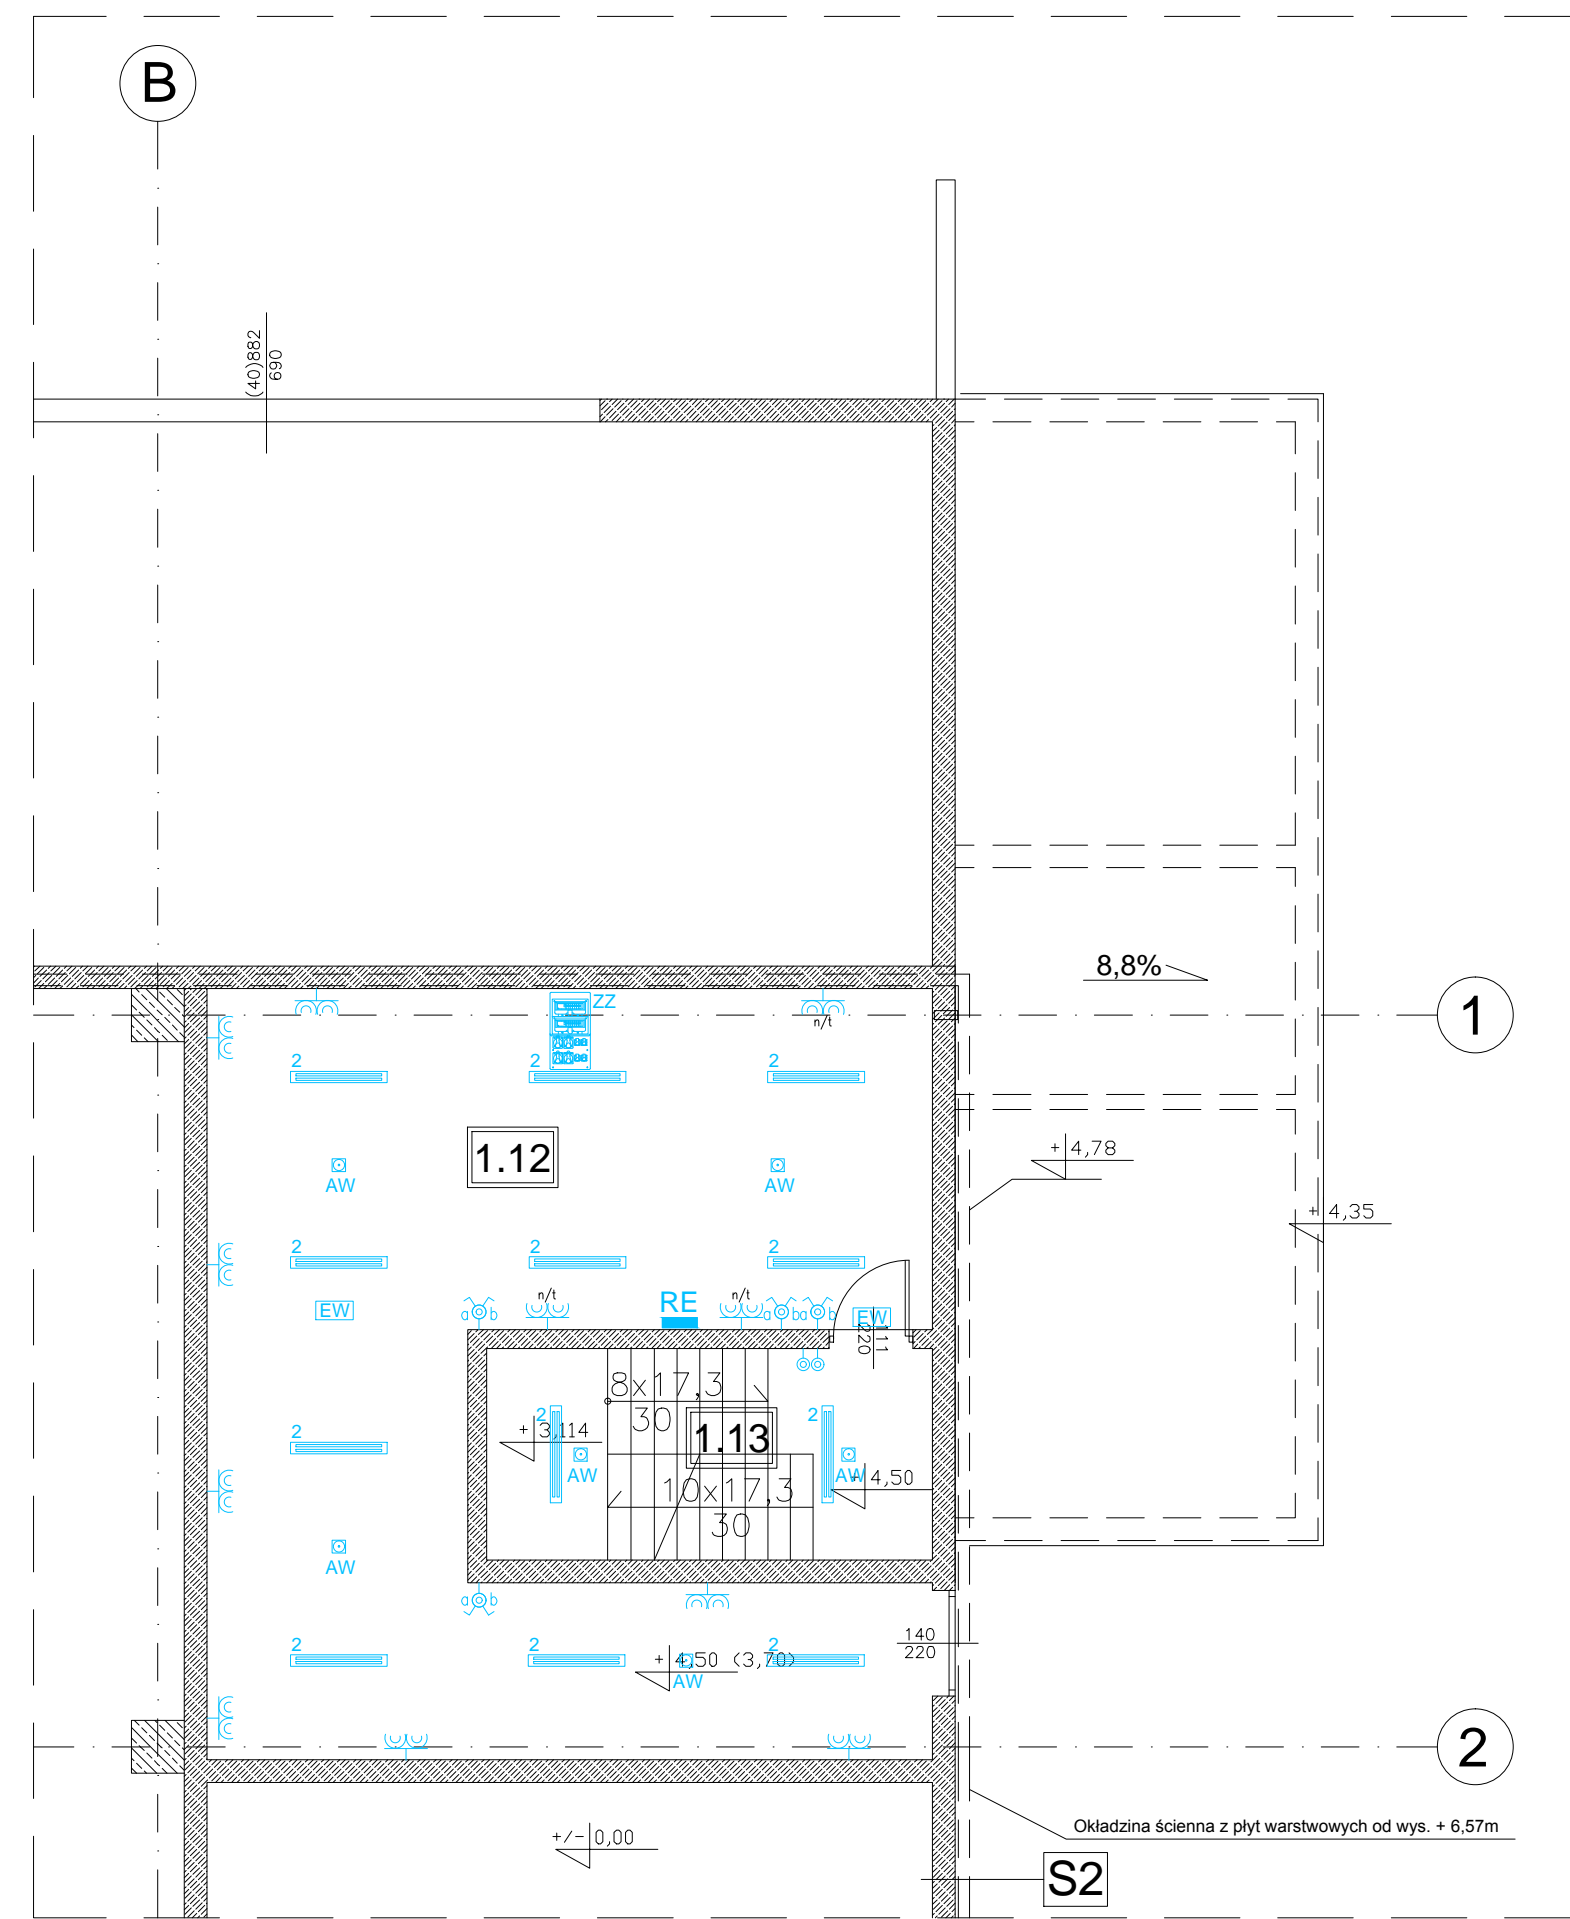 B
(40)882
690
8,8%
1
ZZ
n/t
2
2
2
+ 4,78
1.12
AW
AW
+ 4,35
2
2
2
EW
a b
n/t
RE
n/t
a b
a b
EW
111
220
8x17,3
30
2
2
+ 3,114
1.13
2
AW
AW
+ 4,50
10x17,3
30
AW
a b
140
220
2
2
2
+ 4,50 (3,70)
AW
2
Okładzina ścienna z płyt warstwowych od wys. + 6,57m
+/- 0,00
S2